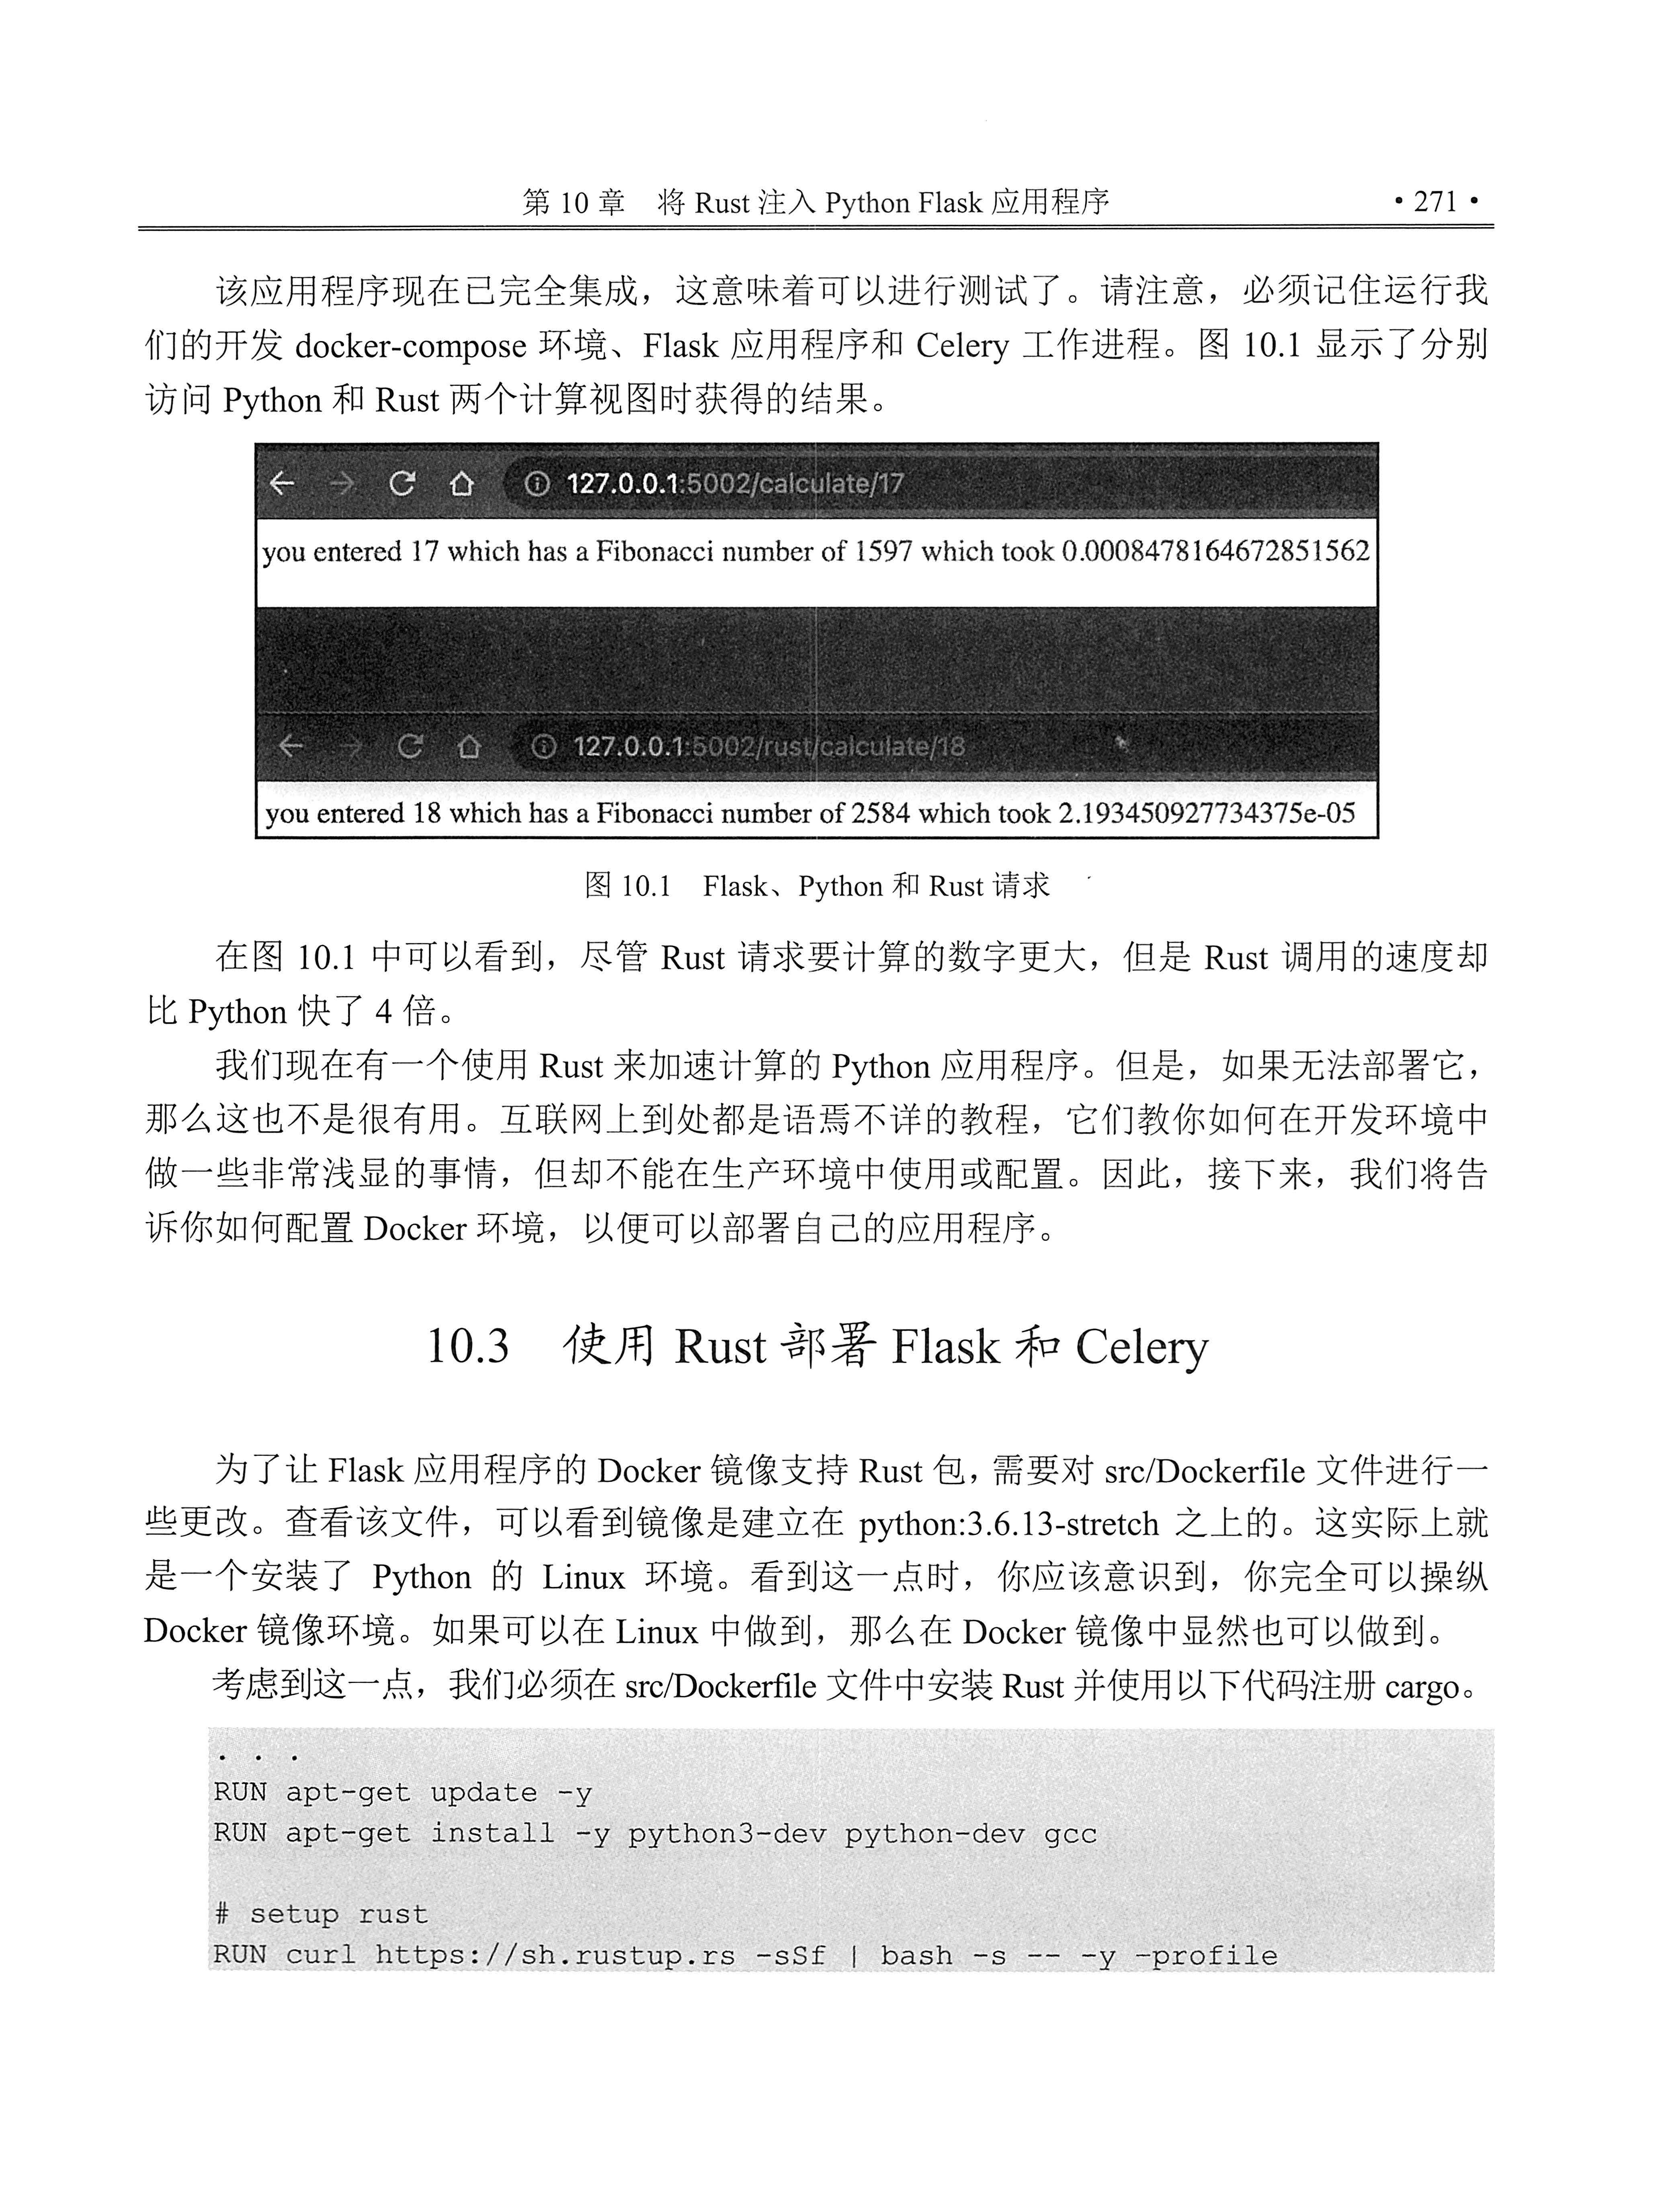 第 10 章　将 Rust 注入 Python Flask 应用程序　• 271 •
该应用程序现在已完全集成，这意味着可以进行测试了。请注意，必须记住运行我
们的开发 docker-compose 环境、Flask 应用程序和 Celery 工作进程。图 10.1 显示了分别
访问 Python 和 Rust 两个计算视图时获得的结果。
127.0.0.1:5002/calculate/17
you entered 17 which has a Fibonacci number of 1597 which took 0.0008478164672851562
127.0.0.1:5002/rust/calculate/18
you entered 18 which has a Fibonacci number of 2584 which took 2.193450927734375e-05
图 10.1　Flask、Python 和 Rust 请求
在图 10.1 中可以看到，尽管 Rust 请求要计算的数字更大，但是 Rust 调用的速度却
比 Python 快了 4 倍。
我们现在有一个使用 Rust 来加速计算的 Python 应用程序。但是，如果无法部署它，
那么这也不是很有用。互联网上到处都是语焉不详的教程，它们教你如何在开发环境中
做一些非常浅显的事情，但却不能在生产环境中使用或配置。因此，接下来，我们将告
诉你如何配置 Docker 环境，以便可以部署自己的应用程序。
10.3　使用 Rust 部署 Flask 和 Celery
为了让 Flask 应用程序的 Docker 镜像支持 Rust 包，需要对 src/Dockerfile 文件进行一
些更改。查看该文件，可以看到镜像是建立在 python:3.6.13-stretch 之上的。这实际上就
是一个安装了 Python 的 Linux 环境。看到这一点时，你应该意识到，你完全可以操纵
Docker 镜像环境。如果可以在 Linux 中做到，那么在 Docker 镜像中显然也可以做到。
考虑到这一点，我们必须在 src/Dockerfile 文件中安装 Rust 并使用以下代码注册 cargo。
. . .
RUN apt-get update -y
RUN apt-get install -y python3-dev python-dev gcc
# setup rust
RUN curl https://sh.rustup.rs -sSf | bash -s -- -y –profile